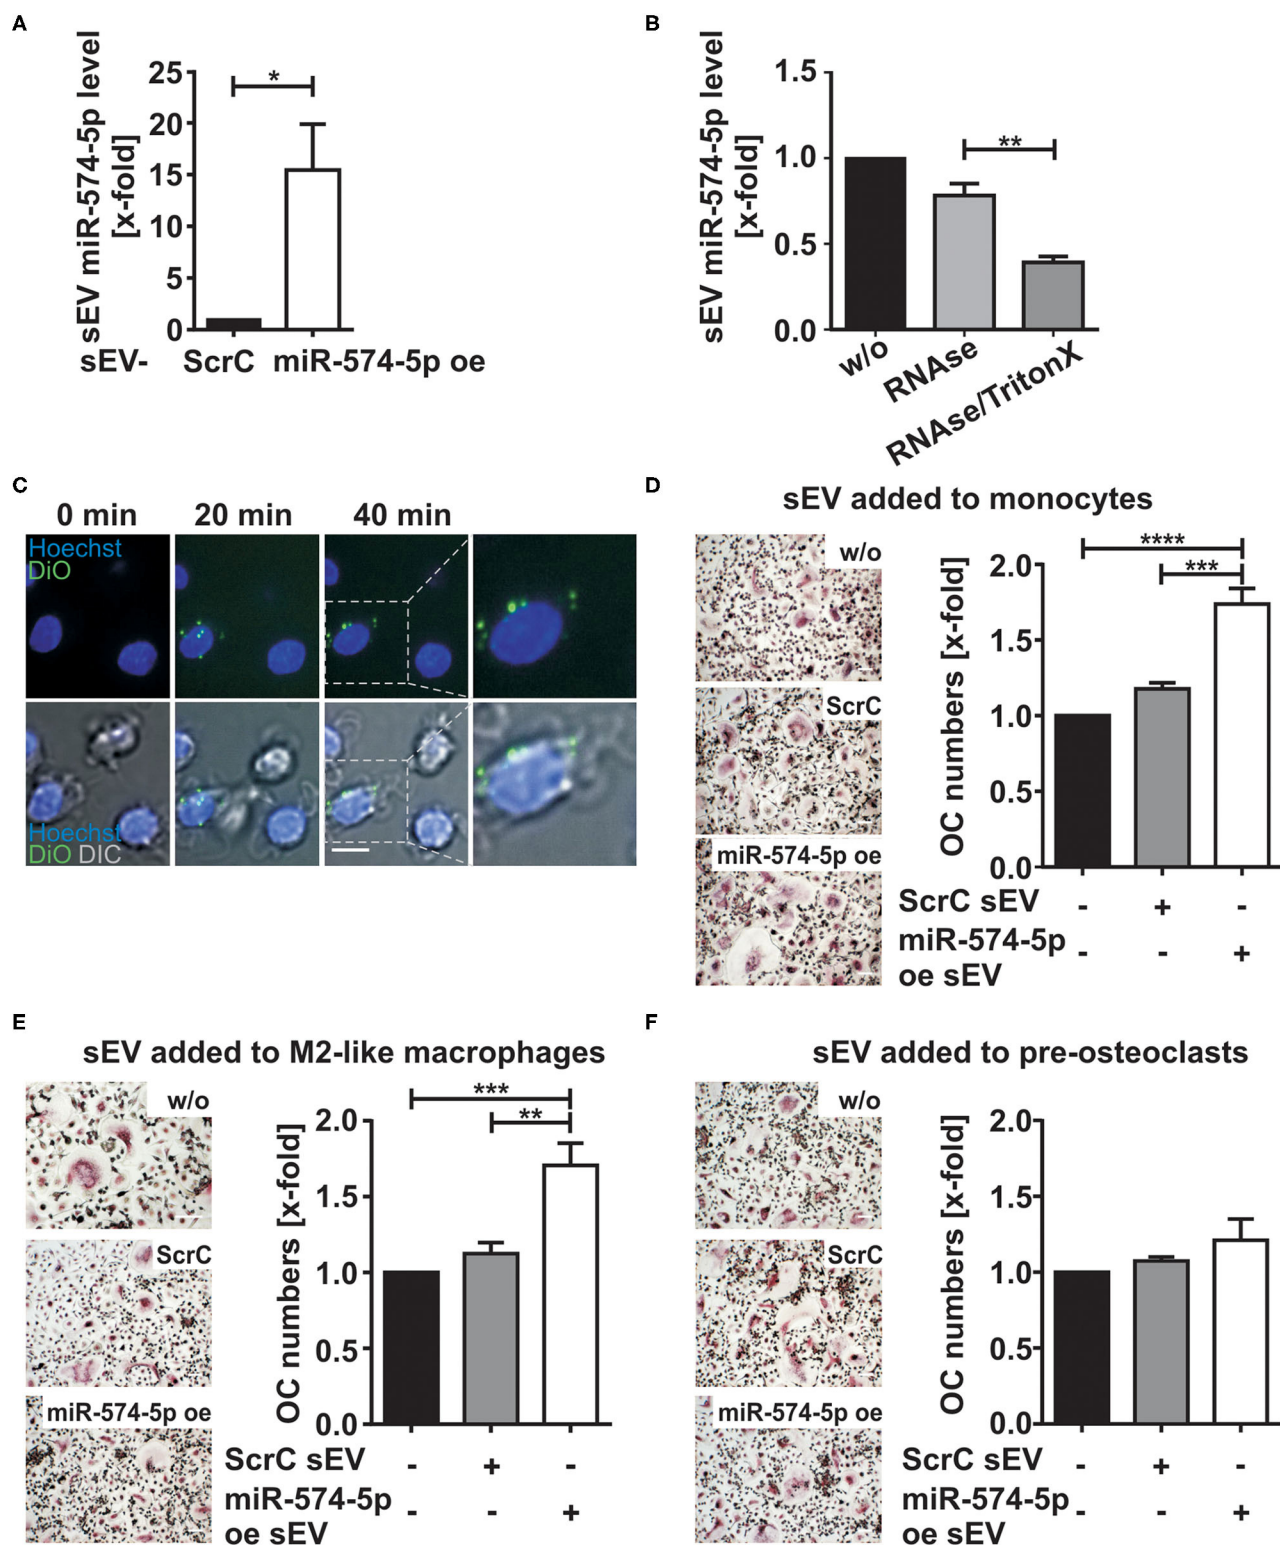 A
sEV miR-574-5p level
[x-fold]
25
20
15
10
5
0
*
sEV- ScrC miR-574-5p oe
B
sEV miR-574-5p level
[x-fold]
1.5
1.0
0.5
0.0
**
w/o
RNAse
RNAse/TritonX
C
0 min 20 min 40 min
Hoechst
DiO
Hoechst
DiO DIC
D
sEV added to monocytes
w/o
ScrC
miR-574-5p oe
OC numbers [x-fold]
2.0
1.5
1.0
0.5
0.0
****
***
ScrC sEV - + -
miR-574-5p
oe sEV - - +
E
sEV added to M2-like macrophages
w/o
ScrC
miR-574-5p oe
OC numbers [x-fold]
2.0
1.5
1.0
0.5
0.0
***
**
ScrC sEV - + -
miR-574-5p
oe sEV - - +
F
sEV added to pre-osteoclasts
w/o
ScrC
miR-574-5p oe
OC numbers [x-fold]
2.0
1.5
1.0
0.5
0.0
ScrC sEV - + -
miR-574-5p
oe sEV - - +